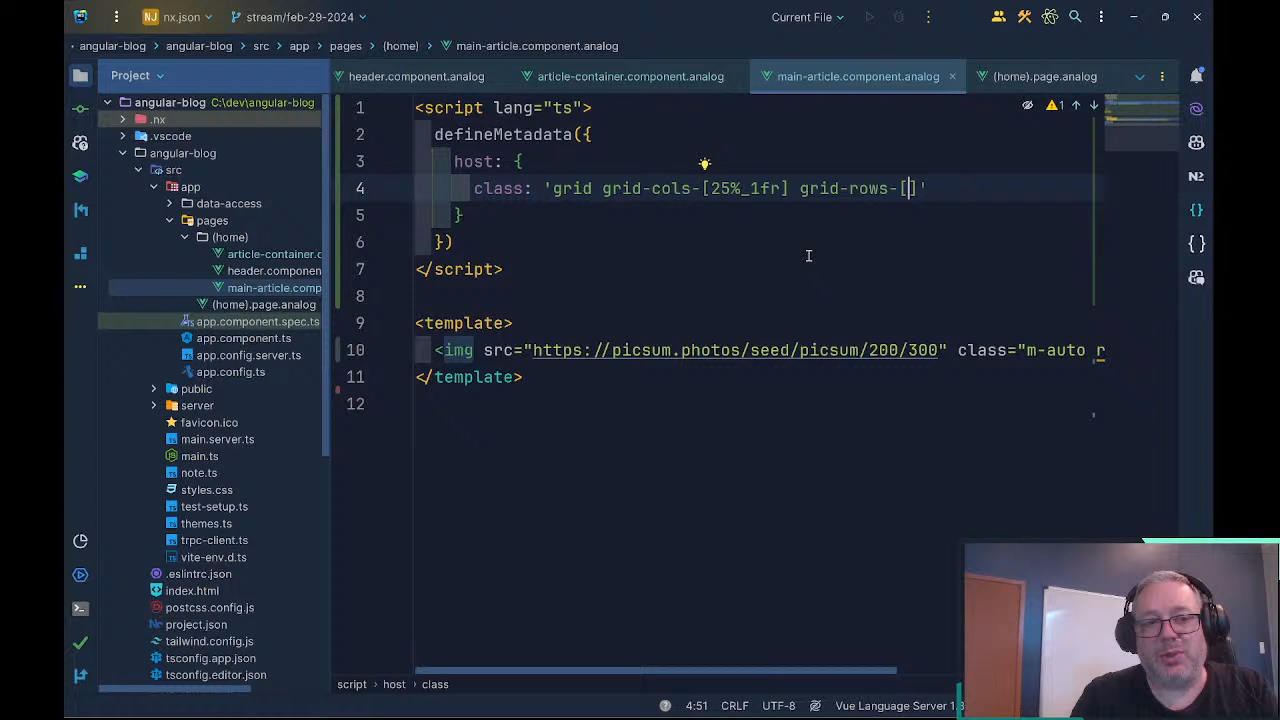 NJ nx.json stream/feb-29-2024 Current File
angular-blog angular-blog src app pages (home) main-article.component.analog
Project header.component.analog article-container.component.analog main-article.component.analog (home).page.analog
angular-blog C:\dev\angular-blog
.nx
.vscode
angular-blog
src
app
data-access
pages
(home)
article-container.c
header.componen
main-article.comp
(home).page.analog
app.component.spec.ts
app.component.ts
app.config.server.ts
app.config.ts
public
server
favicon.ico
main.server.ts
main.ts
note.ts
styles.css
test-setup.ts
themes.ts
trpc-client.ts
vite-env.d.ts
.eslintrc.json
index.html
postcss.config.js
project.json
tailwind.config.js
tsconfig.app.json
tsconfig.editor.json
1 <script lang="ts">
2 defineMetadata({
3 host: {
4 class: 'grid grid-cols-[25%_1fr] grid-rows-[]'
5 }
6 })
7 </script>
8
9 <template>
10 <img src="https://picsum.photos/seed/picsum/200/300" class="m-auto r
11 </template>
12
1
N2
script host class
4:51 CRLF UTF-8 Vue Language Server 1.8